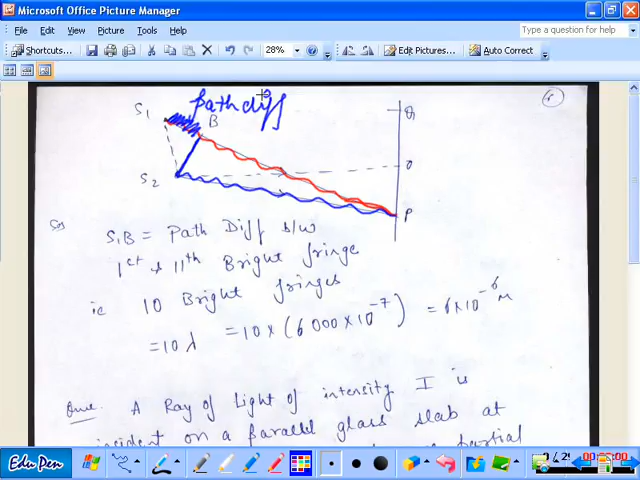 Microsoft Office Picture Manager
File Edit View Picture Tools Help
Type a question for help
Shortcuts... 28% Edit Pictures... Auto Correct
path diff
S1 B
S2
O
P
Sol
S1B = Path Diff b/w
1st & 11th Bright fringe
ie 10 Bright fringes
= 10λ = 10 × (6000 × 10^-7) = 6 × 10^-6 m
Ques. A Ray of Light of intensity I is
incident on a parallel glass slab at
partial
Edu Pen